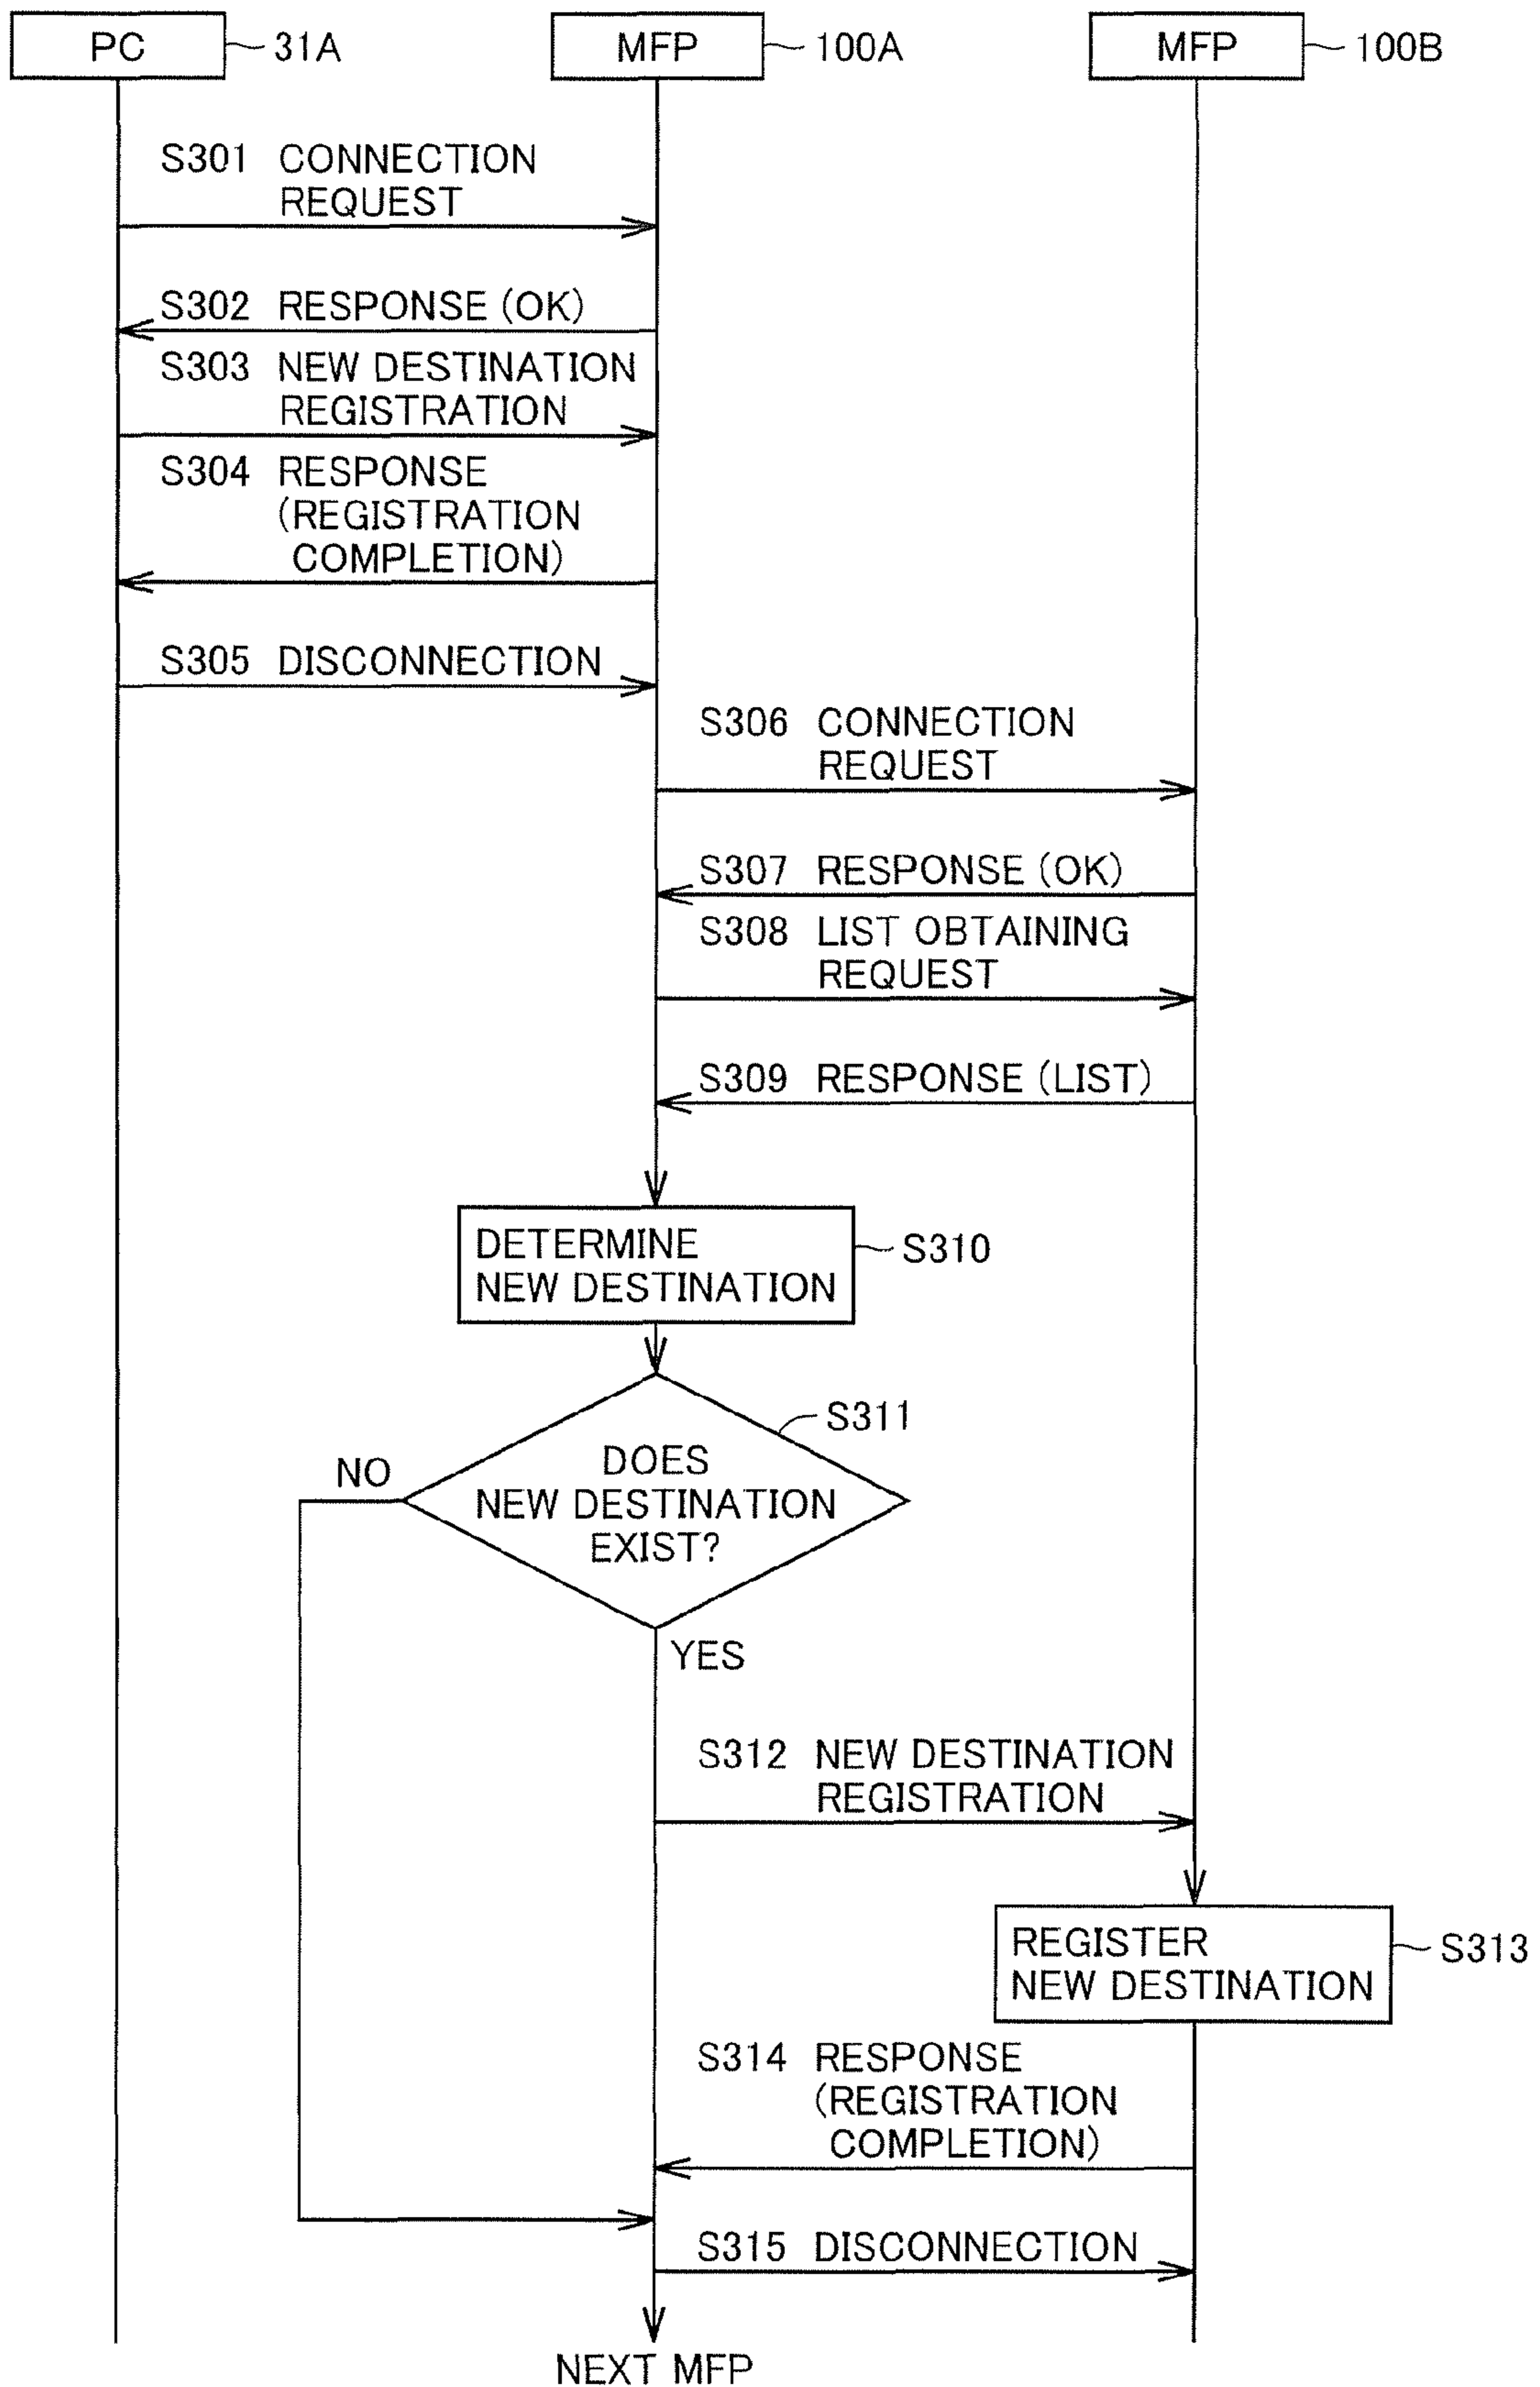 PC 31A MFP 100A MFP 100B
S301 CONNECTION
REQUEST
S302 RESPONSE (OK)
S303 NEW DESTINATION
REGISTRATION
S304 RESPONSE
(REGISTRATION
COMPLETION)
S305 DISCONNECTION
S306 CONNECTION
REQUEST
S307 RESPONSE (OK)
S308 LIST OBTAINING
REQUEST
S309 RESPONSE (LIST)
DETERMINE
NEW DESTINATION
S310
S311
DOES
NEW DESTINATION
EXIST?
NO
YES
S312 NEW DESTINATION
REGISTRATION
REGISTER
NEW DESTINATION
S313
S314 RESPONSE
(REGISTRATION
COMPLETION)
S315 DISCONNECTION
NEXT MFP